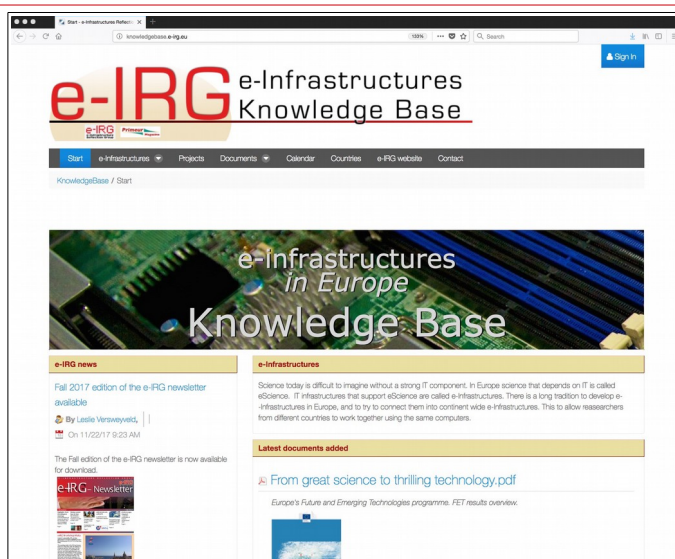 Start - e-Infrastructures Reflecti
knowledgebase.e-irg.eu
133%
Search
Sign In
e-IRG
e-Infrastructures
Knowledge Base
e-IRG
Primeur
Magazine
Start e-Infrastructures Projects Documents Calendar Countries e-IRG website Contact
KnowledgeBase / Start
e-infrastructures
in Europe
Knowledge Base
e-IRG news
Fall 2017 edition of the e-IRG newsletter
available
By Leslie Versweyveld,
On 11/22/17 9:23 AM
The Fall edition of the e-IRG newsletter is now available
for download.
e-IRG - Newsletter
e-Infrastructures
Science today is difficult to imagine without a strong IT component. In Europe science that depends on IT is called
eScience. IT infrastructures that support eScience are called e-Infrastructures. There is a long tradition to develop e-
-Infrastructures in Europe, and to try to connect them into continent wide e-Infrastructures. This to allow reasearchers
from different countries to work together using the same computers.
Latest documents added
From great science to thrilling technology.pdf
Europe's Future and Emerging Technologies programme. FET results overview.